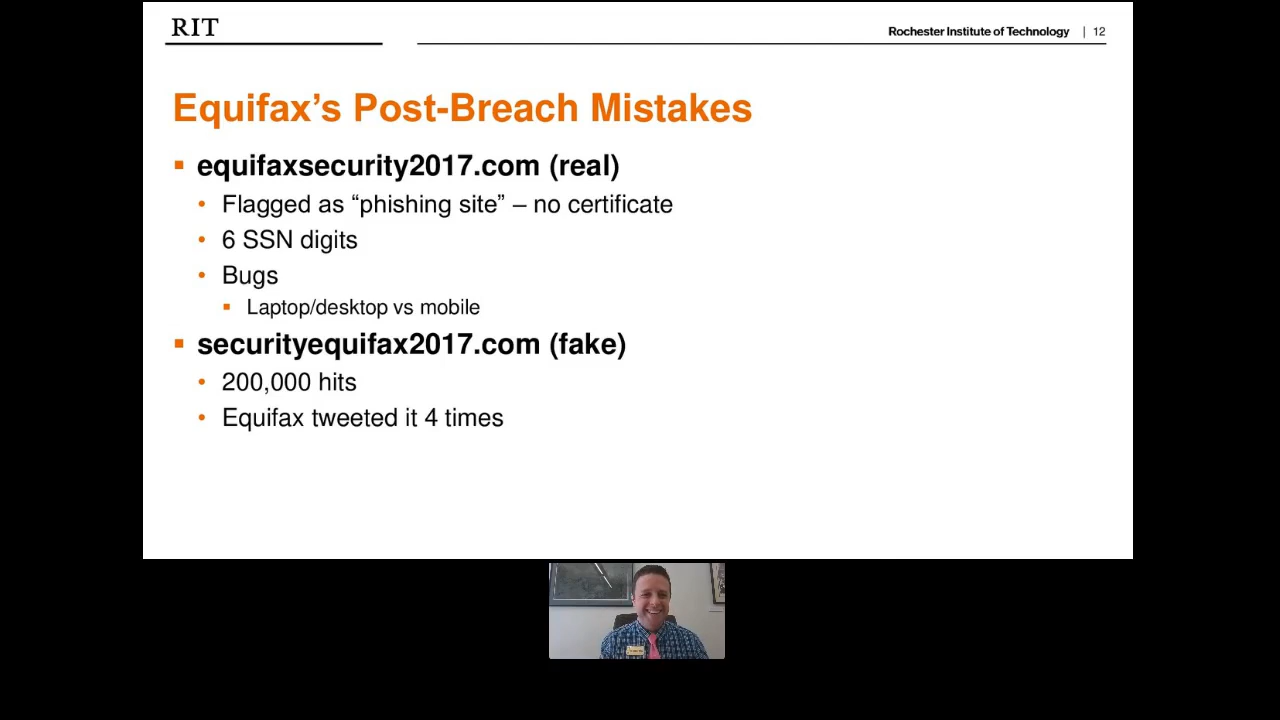 RIT
Rochester Institute of Technology | 12
Equifax’s Post-Breach Mistakes
▪ equifaxsecurity2017.com (real)
• Flagged as “phishing site” – no certificate
• 6 SSN digits
• Bugs
▪ Laptop/desktop vs mobile
▪ securityequifax2017.com (fake)
• 200,000 hits
• Equifax tweeted it 4 times